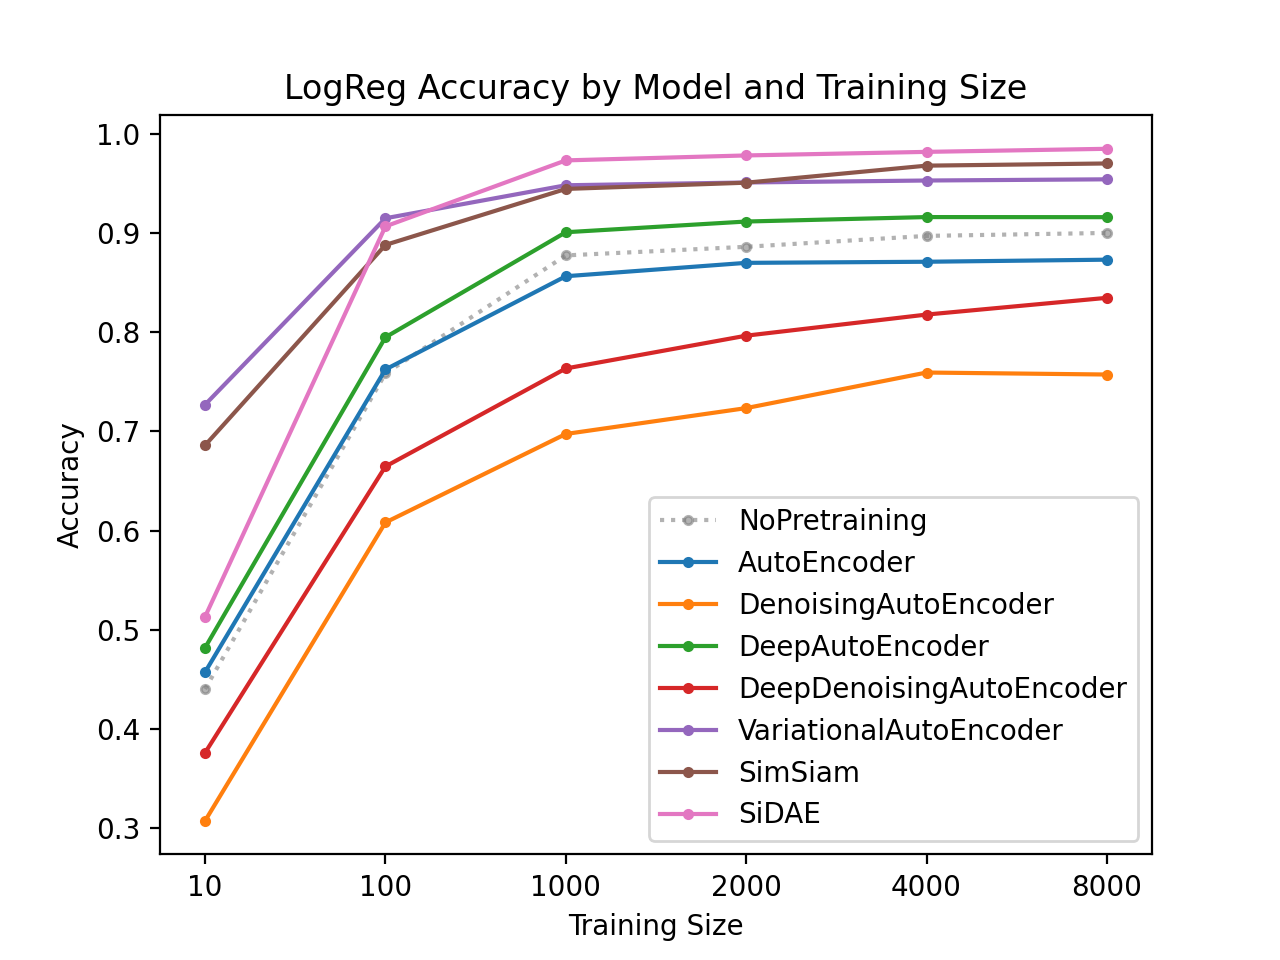 LogReg Accuracy by Model and Training Size
Accuracy
1.0
0.9
0.8
0.7
0.6
0.5
0.4
0.3
NoPretraining
AutoEncoder
DenoisingAutoEncoder
DeepAutoEncoder
DeepDenoisingAutoEncoder
VariationalAutoEncoder
SimSiam
SiDAE
10 100 1000 2000 4000 8000
Training Size